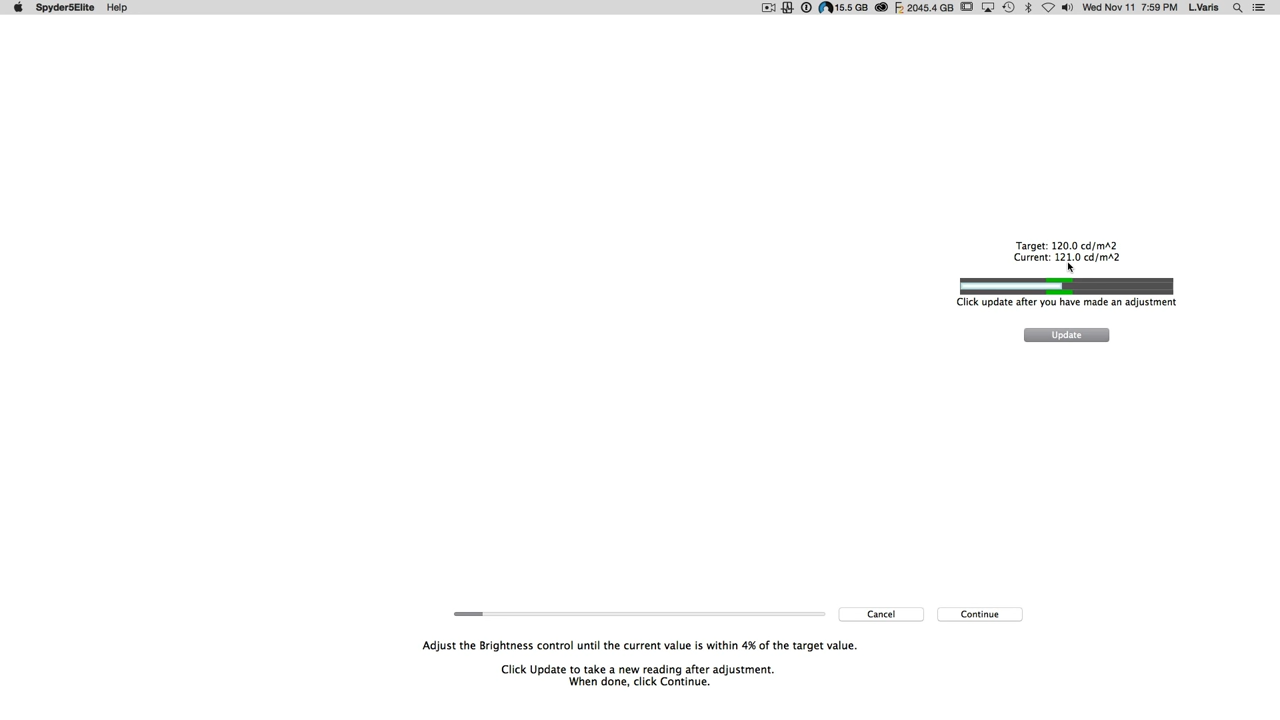 Spyder5Elite Help 15.5 GB 2045.4 GB Wed Nov 11 7:59 PM L.Varis
Target: 120.0 cd/m^2
Current: 121.0 cd/m^2
Click update after you have made an adjustment
Update
Cancel Continue
Adjust the Brightness control until the current value is within 4% of the target value.
Click Update to take a new reading after adjustment.
When done, click Continue.